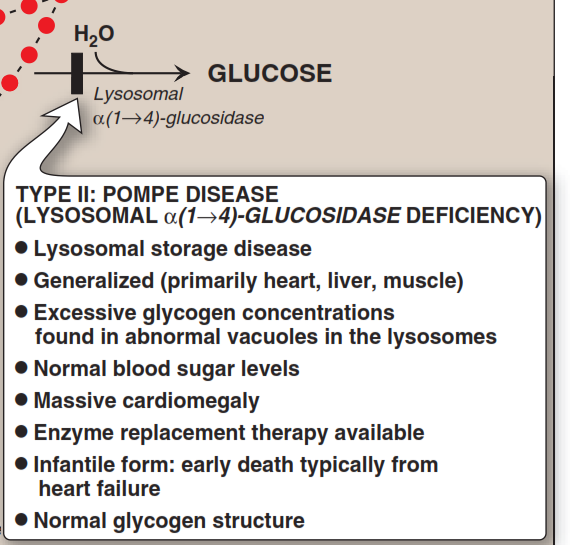 H₂O
GLUCOSE
Lysosomal
α(1→4)-glucosidase
TYPE II: POMPE DISEASE
(LYSOSOMAL α(1→4)-GLUCOSIDASE DEFICIENCY)
● Lysosomal storage disease
● Generalized (primarily heart, liver, muscle)
● Excessive glycogen concentrations
found in abnormal vacuoles in the lysosomes
● Normal blood sugar levels
● Massive cardiomegaly
● Enzyme replacement therapy available
● Infantile form: early death typically from
heart failure
● Normal glycogen structure